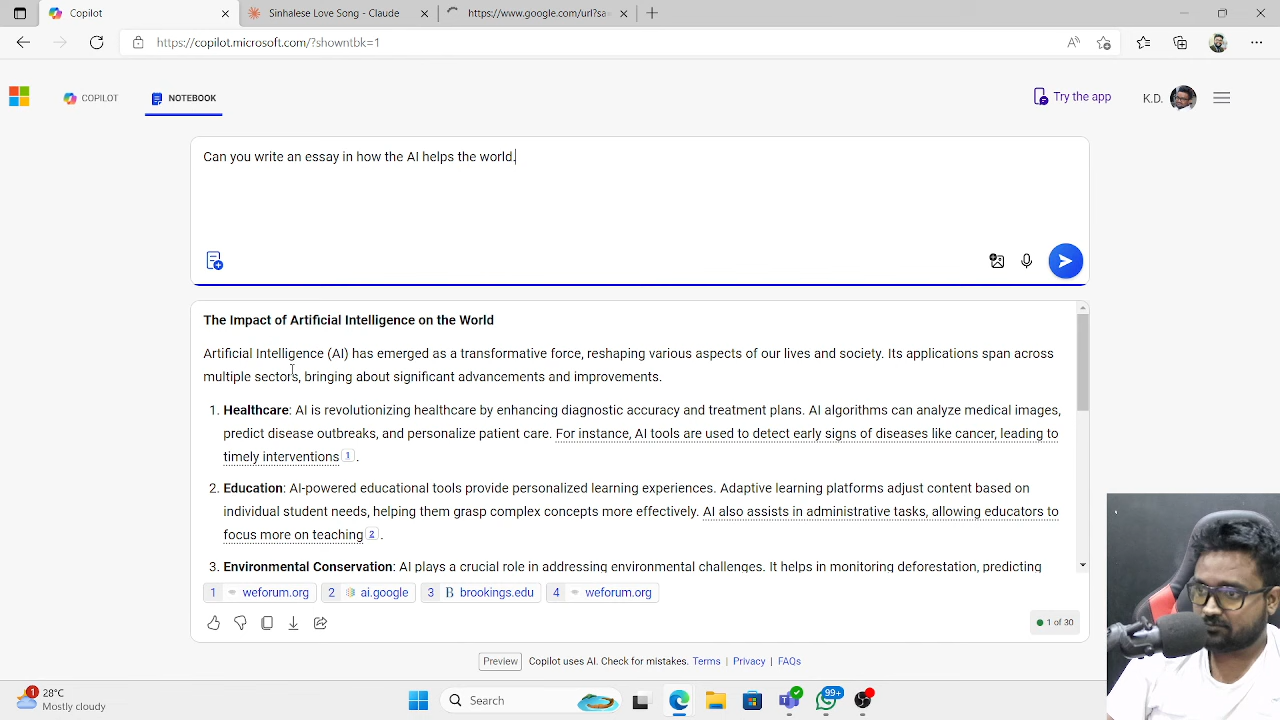 Copilot
Sinhalese Love Song - Claude
https://www.google.com/url?sa
https://copilot.microsoft.com/?showntbk=1
COPILOT
NOTEBOOK
Try the app
K.D.
Can you write an essay in how the AI helps the world.
The Impact of Artificial Intelligence on the World
Artificial Intelligence (AI) has emerged as a transformative force, reshaping various aspects of our lives and society. Its applications span across
multiple sectors, bringing about significant advancements and improvements.
1. Healthcare: AI is revolutionizing healthcare by enhancing diagnostic accuracy and treatment plans. AI algorithms can analyze medical images,
predict disease outbreaks, and personalize patient care. For instance, AI tools are used to detect early signs of diseases like cancer, leading to
timely interventions 1 .
2. Education: AI-powered educational tools provide personalized learning experiences. Adaptive learning platforms adjust content based on
individual student needs, helping them grasp complex concepts more effectively. AI also assists in administrative tasks, allowing educators to
focus more on teaching 2 .
3. Environmental Conservation: AI plays a crucial role in addressing environmental challenges. It helps in monitoring deforestation, predicting
1 weforum.org
2 ai.google
3 B brookings.edu
4 weforum.org
1 of 30
Preview Copilot uses AI. Check for mistakes. Terms | Privacy | FAQs
1
28°C
Mostly cloudy
Search
99+